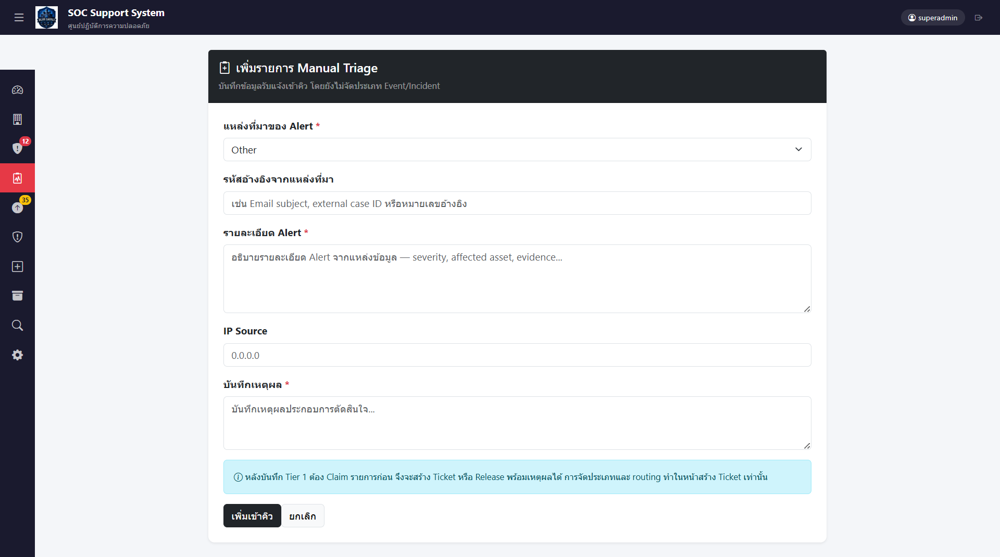 SOC Support System
ศูนย์ปฏิบัติการความปลอดภัย
superadmin
12
35
เพิ่มรายการ Manual Triage
บันทึกข้อมูลรับแจ้งเข้าคิว โดยยังไม่จัดประเภท Event/Incident
แหล่งที่มาของ Alert *
Other
รหัสอ้างอิงจากแหล่งที่มา
เช่น Email subject, external case ID หรือหมายเลขอ้างอิง
รายละเอียด Alert *
อธิบายรายละเอียด Alert จากแหล่งข้อมูล — severity, affected asset, evidence...
IP Source
0.0.0.0
บันทึกเหตุผล *
บันทึกเหตุผลประกอบการตัดสินใจ...
หลังบันทึก Tier 1 ต้อง Claim รายการก่อน จึงจะสร้าง Ticket หรือ Release พร้อมเหตุผลได้ การจัดประเภทและ routing ทำในหน้าสร้าง Ticket เท่านั้น
เพิ่มเข้าคิว
ยกเลิก